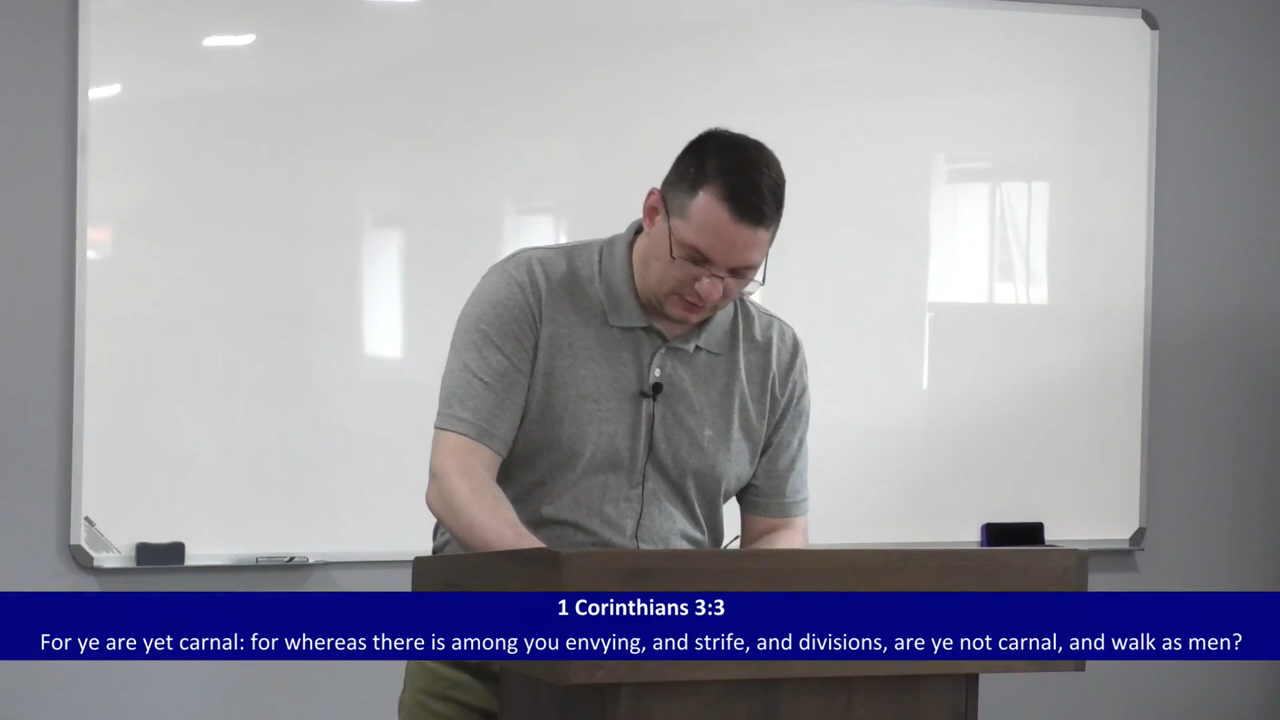 1 Corinthians 3:3
For ye are yet carnal: for whereas there is among you envying, and strife, and divisions, are ye not carnal, and walk as men?